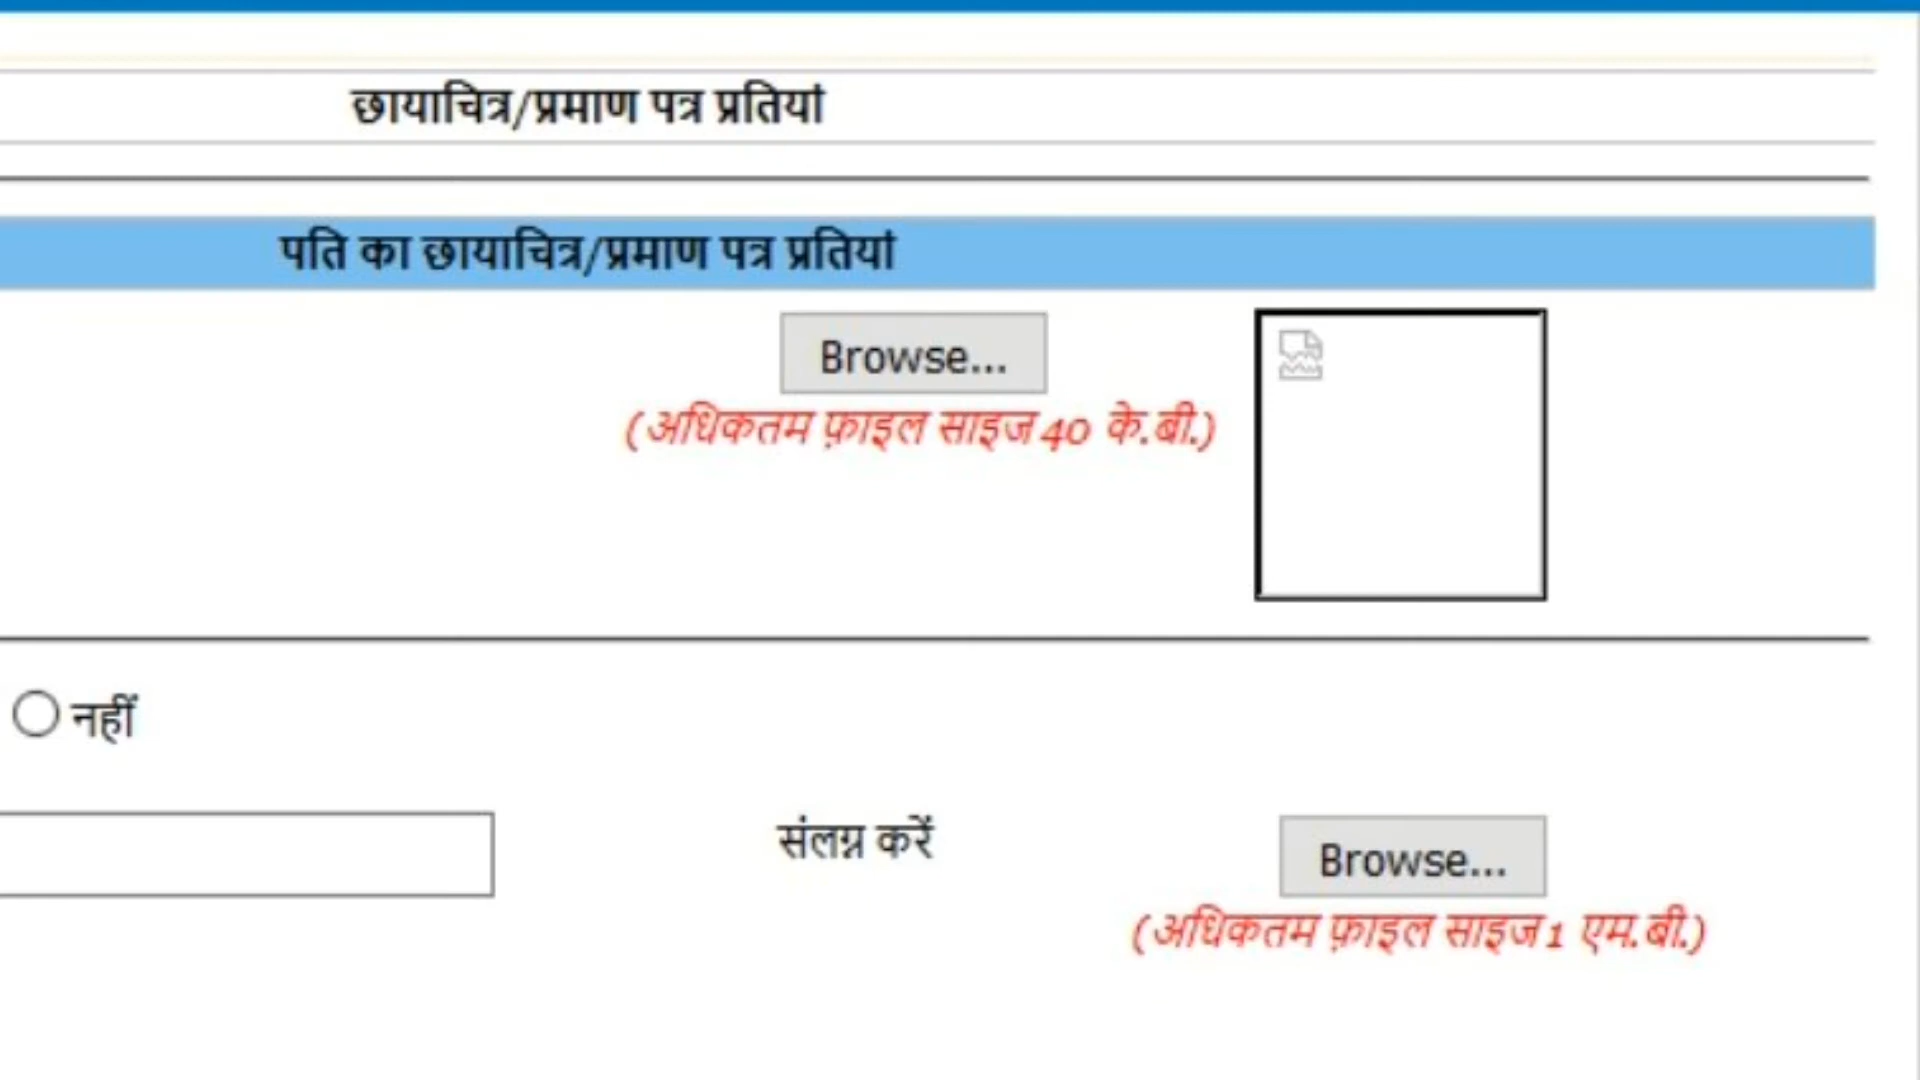 छायाचित्र/प्रमाण पत्र प्रतियां
पति का छायाचित्र/प्रमाण पत्र प्रतियां
Browse...
(अधिकतम फ़ाइल साइज 40 के.बी.)
नहीं
संलग्न करें
Browse...
(अधिकतम फ़ाइल साइज 1 एम.बी.)